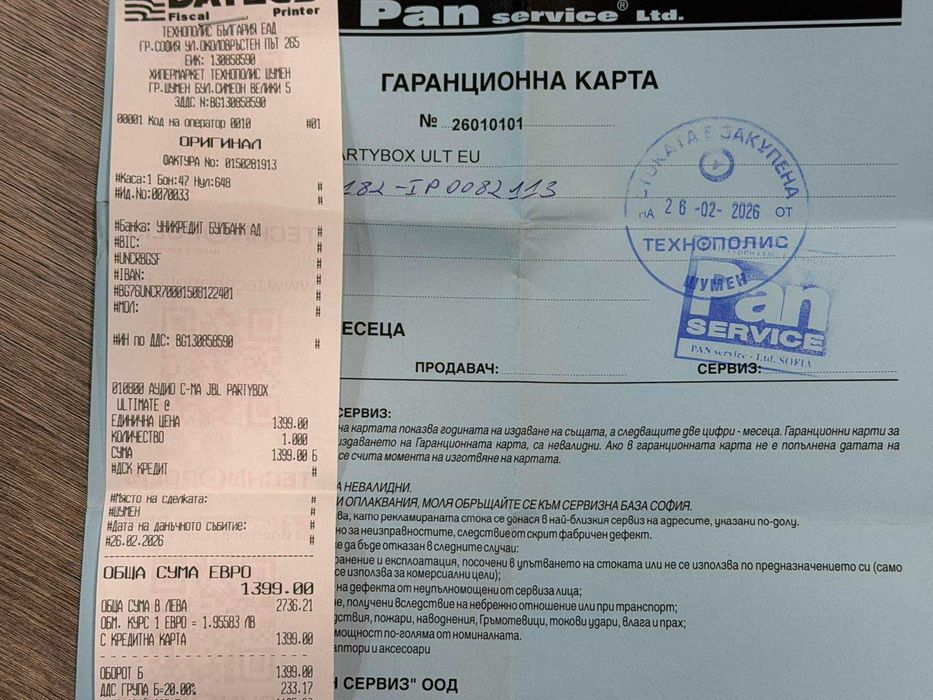 Fiscal Printer
ТЕХНОПОЛИС БЪЛГАРИЯ ЕАД
ГР.СОФИЯ УЛ.ОКОЛОВРЪСТЕН ПЪТ 265
ЕИК: 130858590
ХИПЕРМАРКЕТ ТЕХНОПОЛИС ШУМЕН
ГР.ШУМЕН БУЛ.СИМЕОН ВЕЛИКИ 5
ЗДДС N:BG130858590
00001 Код на оператор 0010 #01
ОРИГИНАЛ
ФАКТУРА No: 0150281913
#Каса:1 Бон:47 Нул:648 #
#Ид.No:0070033 #
#Банка: УНИКРЕДИТ БУЛБАНК АД #
#BIC: #
#UNCRBGSF #
#IBAN: #
#BG76UNCR70001508122401 #
#МОЛ: #
#ИН по ДДС: BG130858590 #
010800 АУДИО С-МА JBL PARTYBOX
ULTIMATE @
ЕДИНИЧНА ЦЕНА 1399.00
КОЛИЧЕСТВО 1.000
СУМА 1399.00 Б
#ДСК КРЕДИТ #
#Място на сделката: #
#ШУМЕН #
#Дата на данъчното събитие: #
#26.02.2026 #
ОБЩА СУМА ЕВРО
1399.00
ОБЩА СУМА В ЛЕВА 2736.21
ОБМ. КУРС 1 ЕВРО = 1.95583 ЛВ
С КРЕДИТНА КАРТА 1399.00
ОБОРОТ Б 1399.00
ДДС ГРУПА Б=20.00% 233.17
Pan service® Ltd.
ГАРАНЦИОННА КАРТА
№ 26010101
ARTYBOX ULT EU
182-IP0082113
СТОКАТА Е ЗАКУПЕНА
НА 26-02-2026 ОТ
ТЕХНОПОЛИС
ШУМЕН
Pan
SERVICE
PAN service - Ltd. SOFIA
МЕСЕЦА
ПРОДАВАЧ: СЕРВИЗ:
СЕРВИЗ:
на картата показва годината на издаване на същата, а следващите две цифри - месеца. Гаранционни карти за
издаването на Гаранционната карта, са невалидни. Ако в гаранционната карта не е попълнена датата на
се счита момента на изготвяне на картата.
А НЕВАЛИДНИ.
И ОПЛАКВАНИЯ, МОЛЯ ОБРЪЩАЙТЕ СЕ КЪМ СЕРВИЗНА БАЗА СОФИЯ.
ва, като рекламираната стока се донася в най-близкия сервиз на адресите, указани по-долу.
но за неизправностите, следствие от скрит фабричен дефект.
е да бъде отказан в следните случаи:
ранение и експлоатация, посочени в упътването на стоката или не се използва по предназначението си (само
се използва за комерсиални цели);
на дефекта от неупълномощени от сервиза лица;
не, получени вследствие на небрежно отношение или при транспорт;
дствия, пожари, наводнения, Гръмотевици, токови удари, влага и прах;
мощност по-голяма от номиналната.
аптори и аксесоари
Н СЕРВИЗ" ООД